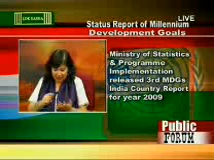 LOK SABHA
Status Report of Millennium
LIVE
Development Goals
Ministry of Statistics
& Programme
Implementation
released 3rd MDGs
India Country Report
for year 2009
Public
FORUM